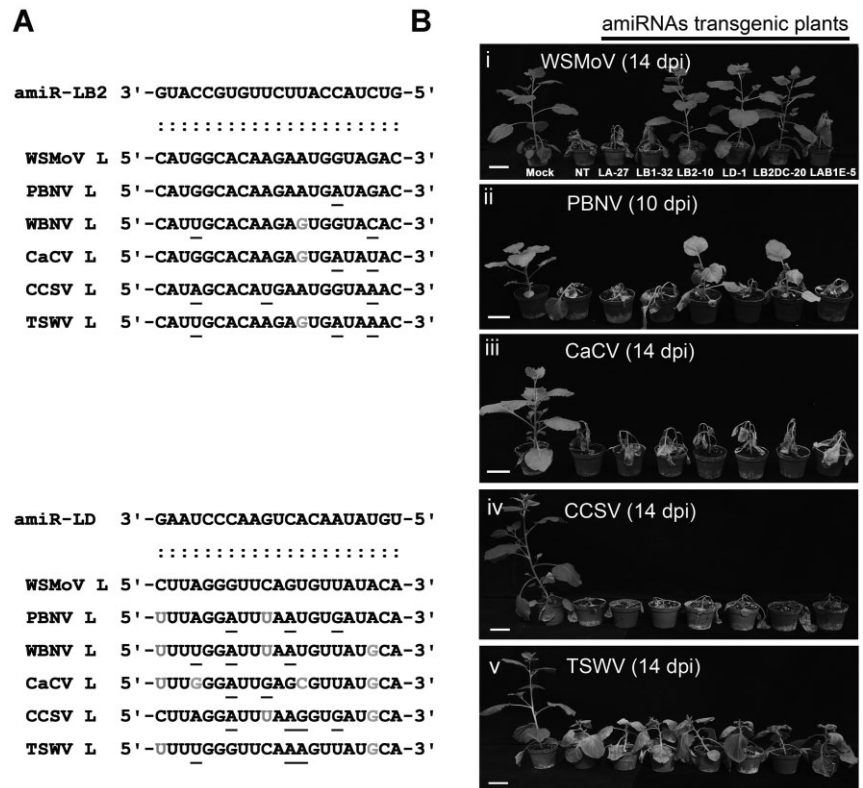 A
amiR-LB2 3'-GUACCGUGUUCUUACCAUCUG-5'
:::::::::::::::::::::
WSMoV L 5'-CAUGGCACAAGAAUGGUAGAC-3'
PBNV L 5'-CAUGGCACAAGAAUGAUAGAC-3'
WBNV L 5'-CAUUGCACAAGAGUGGUACAC-3'
CaCV L 5'-CAUGGCACAAGAGUGAUAUAC-3'
CCSV L 5'-CAUAGCACAUGAAUGGUAAAC-3'
TSWV L 5'-CAUUGCACAAGAGUGAUAAAC-3'
amiR-LD 3'-GAAUCCCAAGUCACAAUAUGU-5'
:::::::::::::::::::::
WSMoV L 5'-CUUAGGGUUCAGUGUUAUACA-3'
PBNV L 5'-UUUAGGAUUUAAUGUGAUACA-3'
WBNV L 5'-UUUUGGAUUUAAUGUUAUGCA-3'
CaCV L 5'-UUUGGGAUUGAGCGUUAUGCA-3'
CCSV L 5'-CUUAGGAUUUAAGGUGAUGCA-3'
TSWV L 5'-UUUUGGGUUCAAAGUUAUGCA-3'
B
amiRNAs transgenic plants
i WSMoV (14 dpi)
Mock NT LA-27 LB1-32 LB2-10 LD-1 LB2DC-20 LAB1E-5
ii PBNV (10 dpi)
iii CaCV (14 dpi)
iv CCSV (14 dpi)
v TSWV (14 dpi)